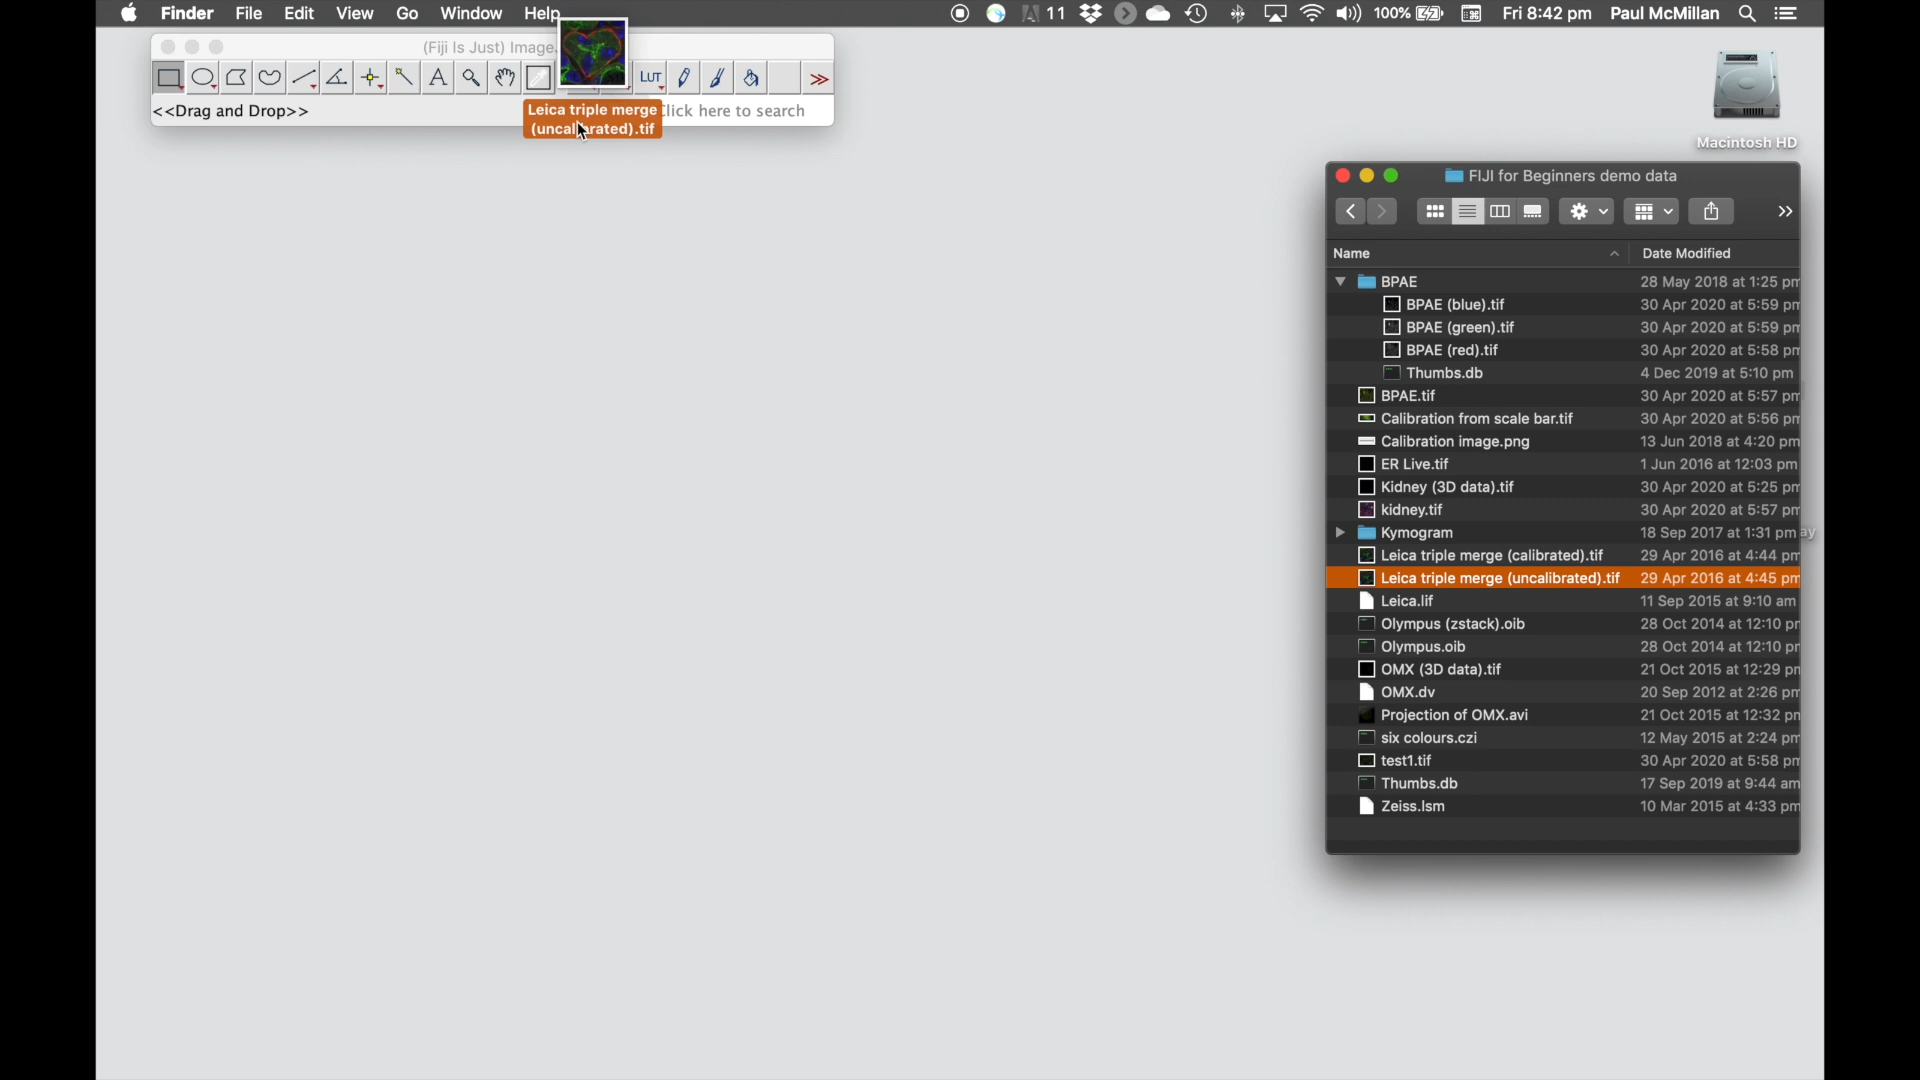 Finder File Edit View Go Window Help 11 100% Fri 8:42 pm Paul McMillan
(Fiji Is Just) Image
LUT
<<Drag and Drop>> Click here to search
Leica triple merge
(uncalibrated).tif
Macintosh HD
FIJI for Beginners demo data
Name Date Modified
BPAE 28 May 2018 at 1:25 pm
BPAE (blue).tif 30 Apr 2020 at 5:59 pm
BPAE (green).tif 30 Apr 2020 at 5:59 pm
BPAE (red).tif 30 Apr 2020 at 5:58 pm
Thumbs.db 4 Dec 2019 at 5:10 pm
BPAE.tif 30 Apr 2020 at 5:57 pm
Calibration from scale bar.tif 30 Apr 2020 at 5:56 pm
Calibration image.png 13 Jun 2018 at 4:20 pm
ER Live.tif 1 Jun 2016 at 12:03 pm
Kidney (3D data).tif 30 Apr 2020 at 5:25 pm
kidney.tif 30 Apr 2020 at 5:57 pm
Kymogram 18 Sep 2017 at 1:31 pm ay
Leica triple merge (calibrated).tif 29 Apr 2016 at 4:44 pm
Leica triple merge (uncalibrated).tif 29 Apr 2016 at 4:45 pm
Leica.lif 11 Sep 2015 at 9:10 am
Olympus (zstack).oib 28 Oct 2014 at 12:10 pm
Olympus.oib 28 Oct 2014 at 12:10 pm
OMX (3D data).tif 21 Oct 2015 at 12:29 pm
OMX.dv 20 Sep 2012 at 2:26 pm
Projection of OMX.avi 21 Oct 2015 at 12:32 pm
six colours.czi 12 May 2015 at 2:24 pm
test1.tif 30 Apr 2020 at 5:58 pm
Thumbs.db 17 Sep 2019 at 9:44 am
Zeiss.lsm 10 Mar 2015 at 4:33 pm